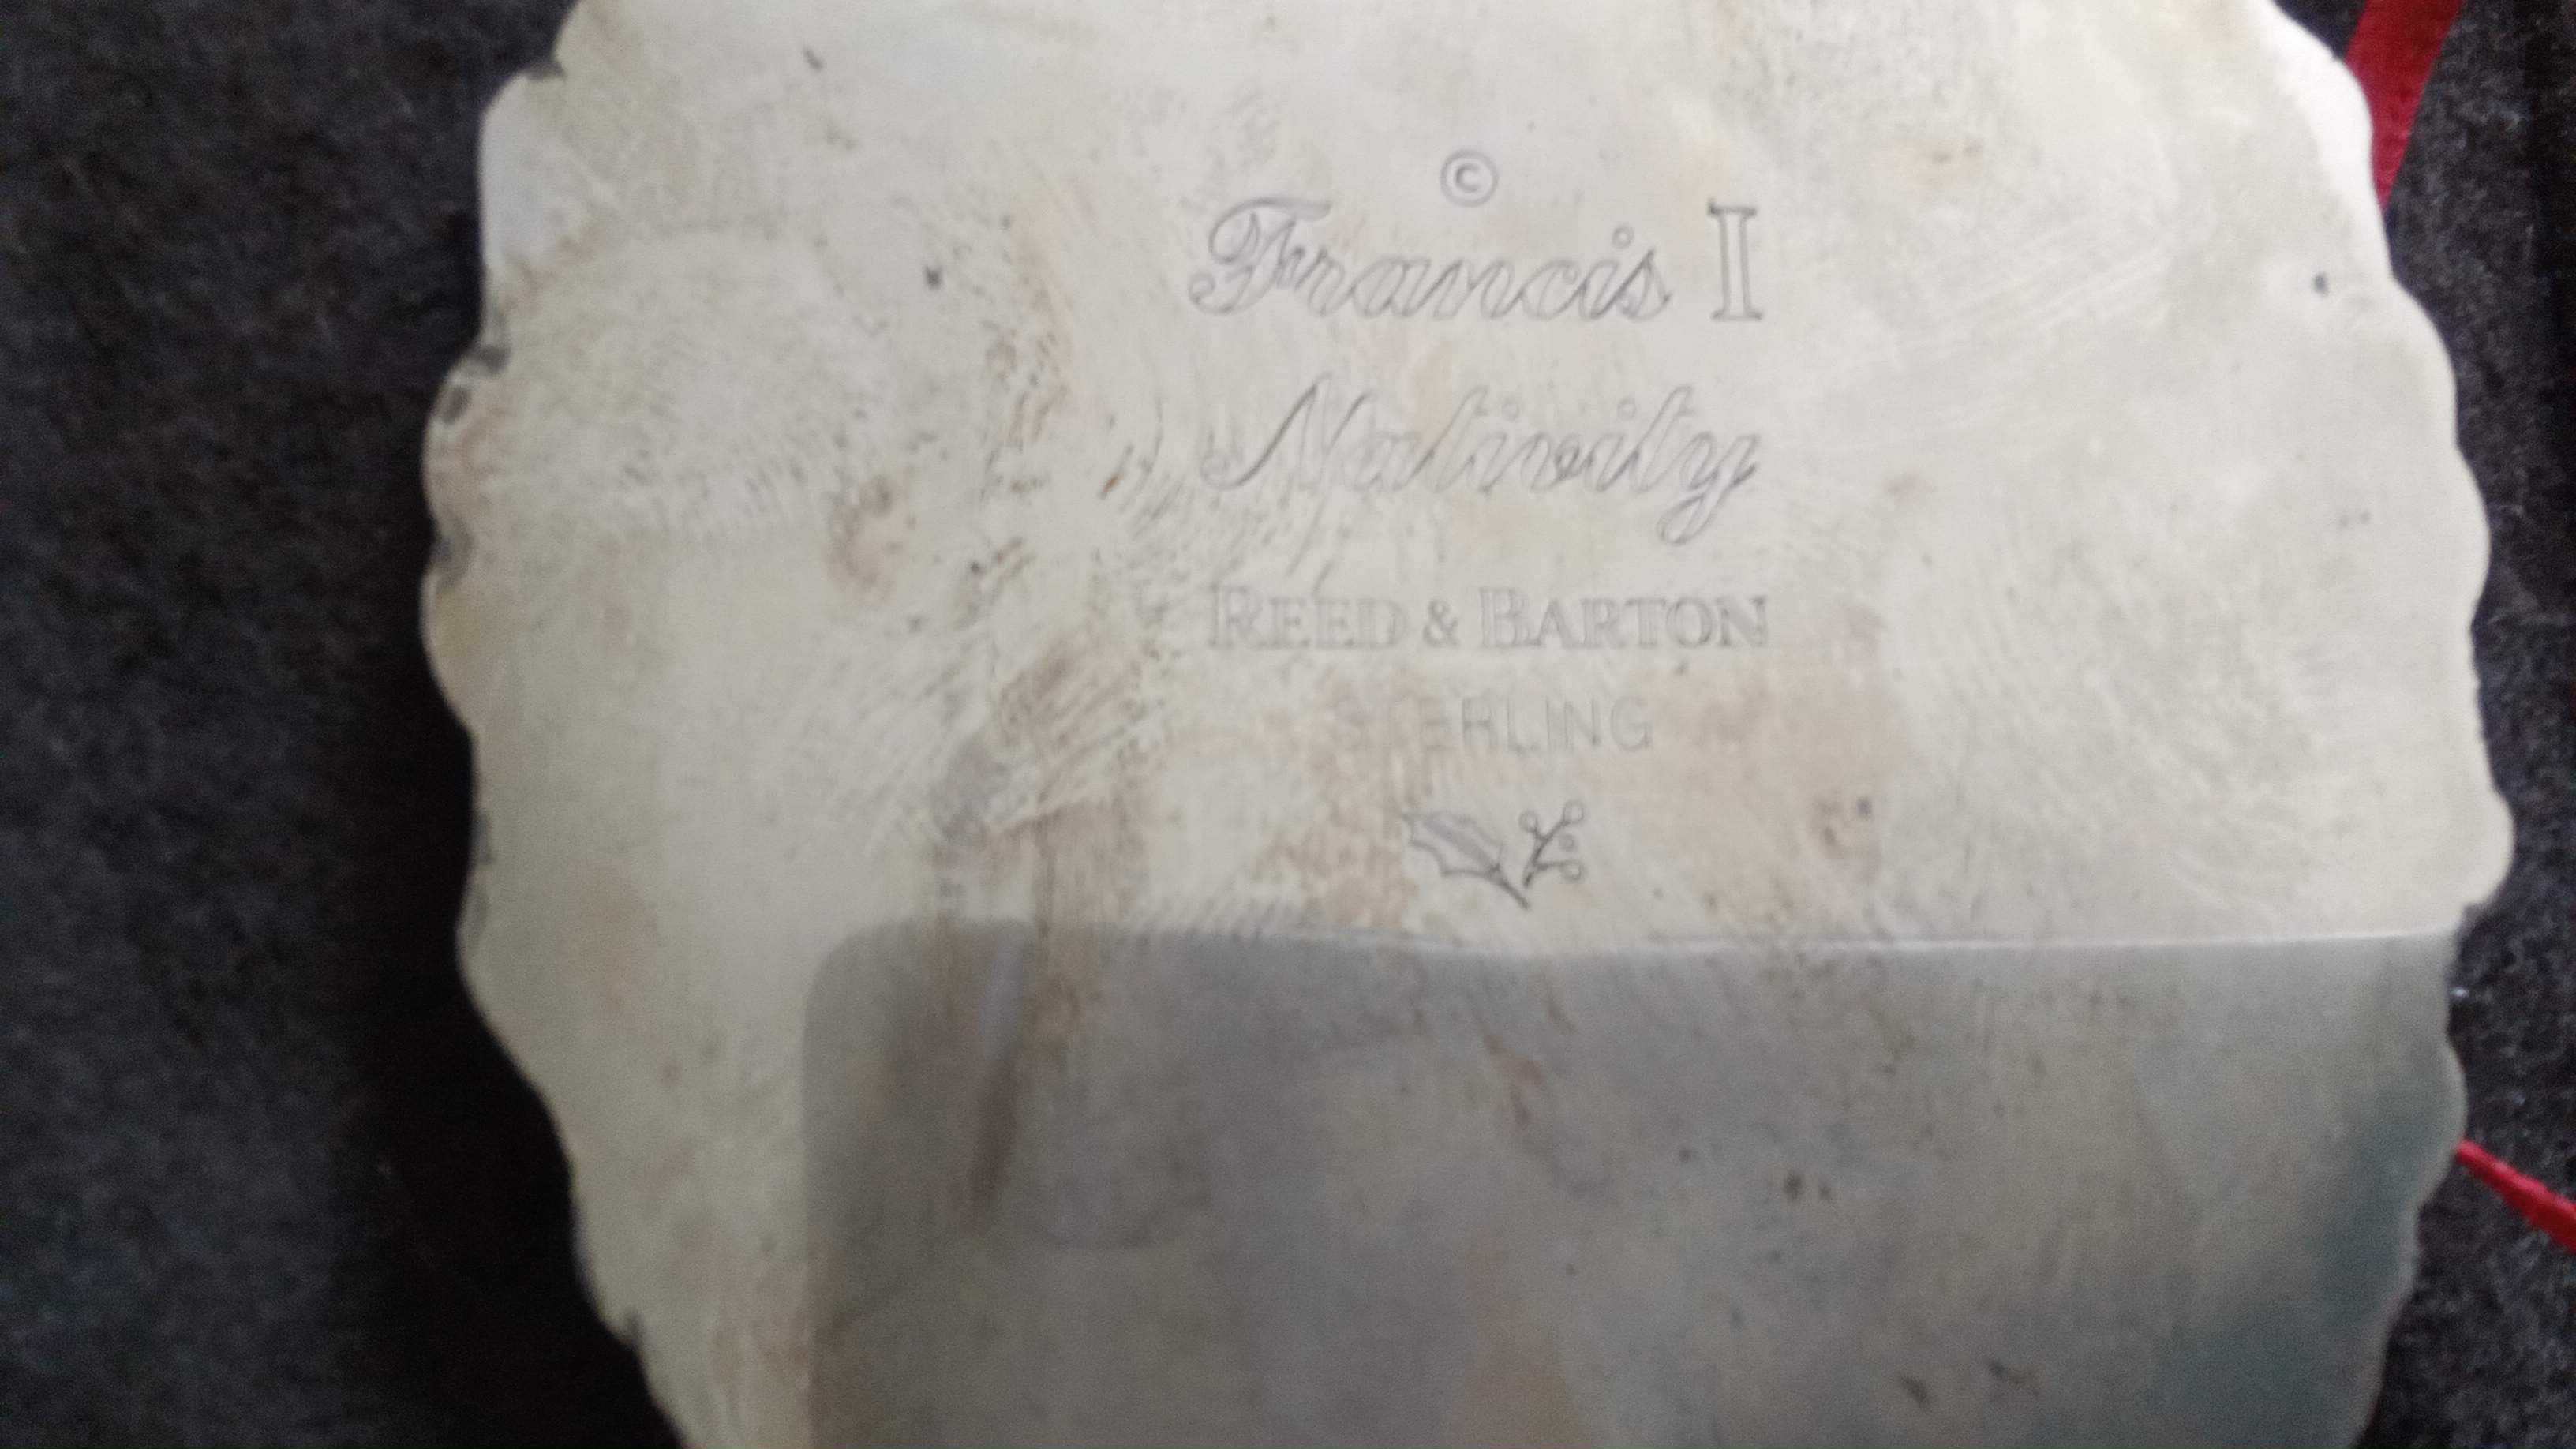 ©
Francis I
Nativity
REED & BARTON
STERLING